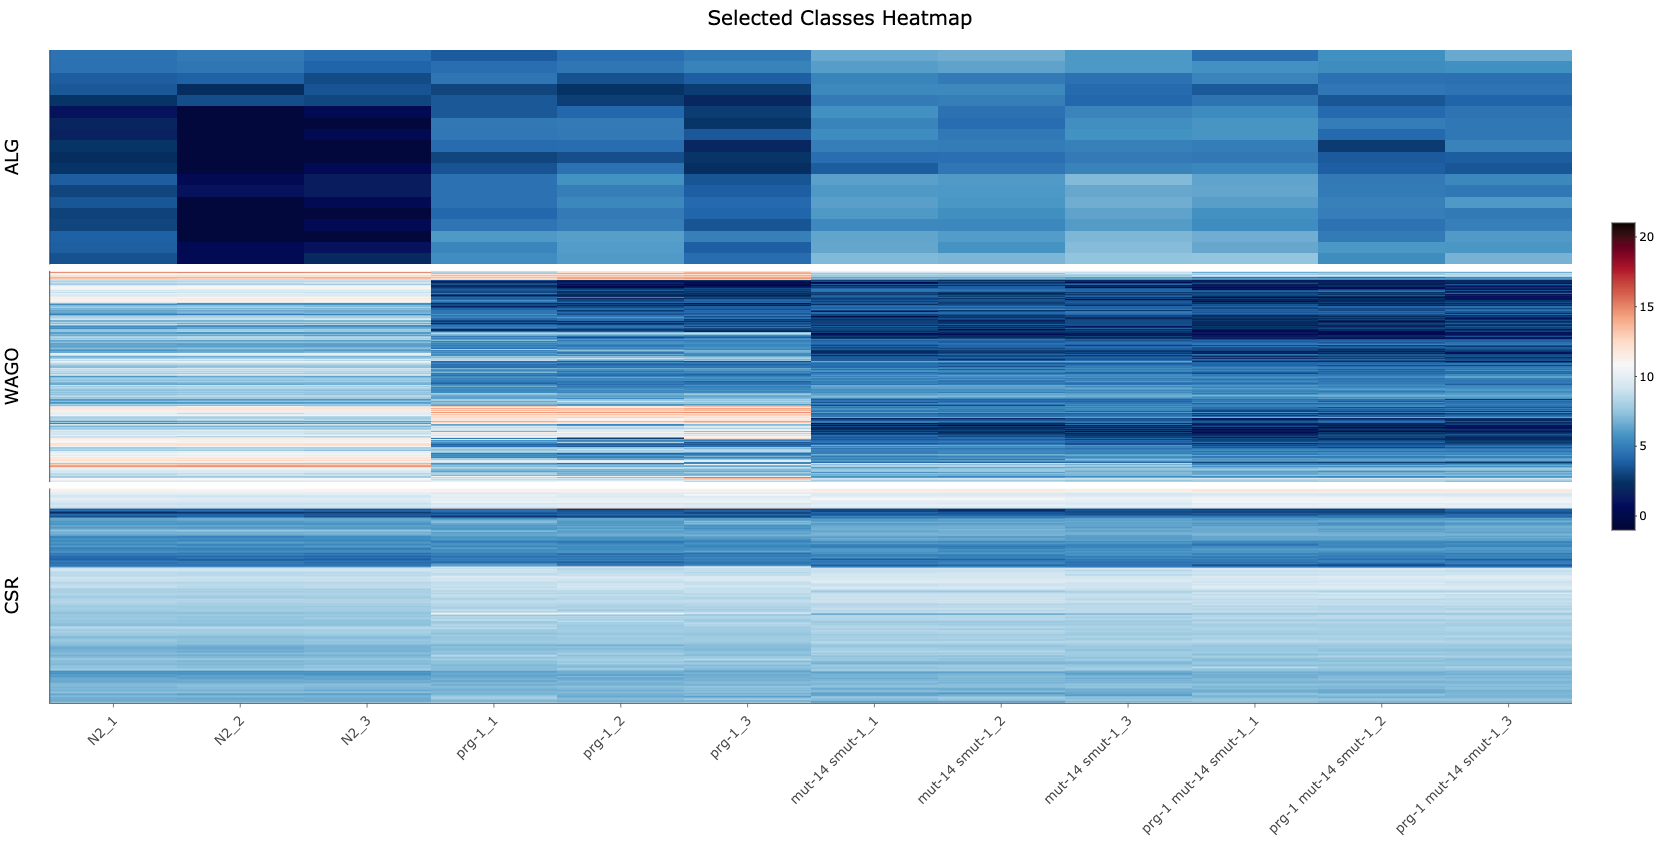 Selected Classes Heatmap
ALG
WAGO
CSR
20
15
10
5
0
N2_1
N2_2
N2_3
prg-1_1
prg-1_2
prg-1_3
mut-14 smut-1_1
mut-14 smut-1_2
mut-14 smut-1_3
prg-1 mut-14 smut-1_1
prg-1 mut-14 smut-1_2
prg-1 mut-14 smut-1_3